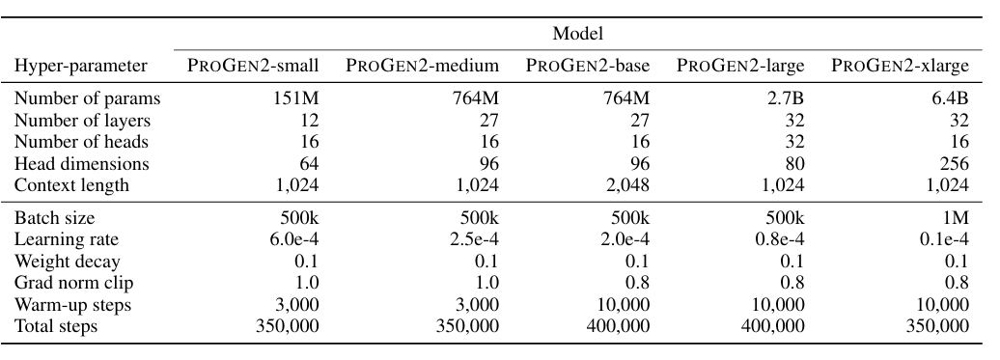 Model
Hyper-parameter PROGEN2-small PROGEN2-medium PROGEN2-base PROGEN2-large PROGEN2-xlarge
Number of params 151M 764M 764M 2.7B 6.4B
Number of layers 12 27 27 32 32
Number of heads 16 16 16 32 16
Head dimensions 64 96 96 80 256
Context length 1,024 1,024 2,048 1,024 1,024
Batch size 500k 500k 500k 500k 1M
Learning rate 6.0e-4 2.5e-4 2.0e-4 0.8e-4 0.1e-4
Weight decay 0.1 0.1 0.1 0.1 0.1
Grad norm clip 1.0 1.0 0.8 0.8 0.8
Warm-up steps 3,000 3,000 10,000 10,000 10,000
Total steps 350,000 350,000 400,000 400,000 350,000